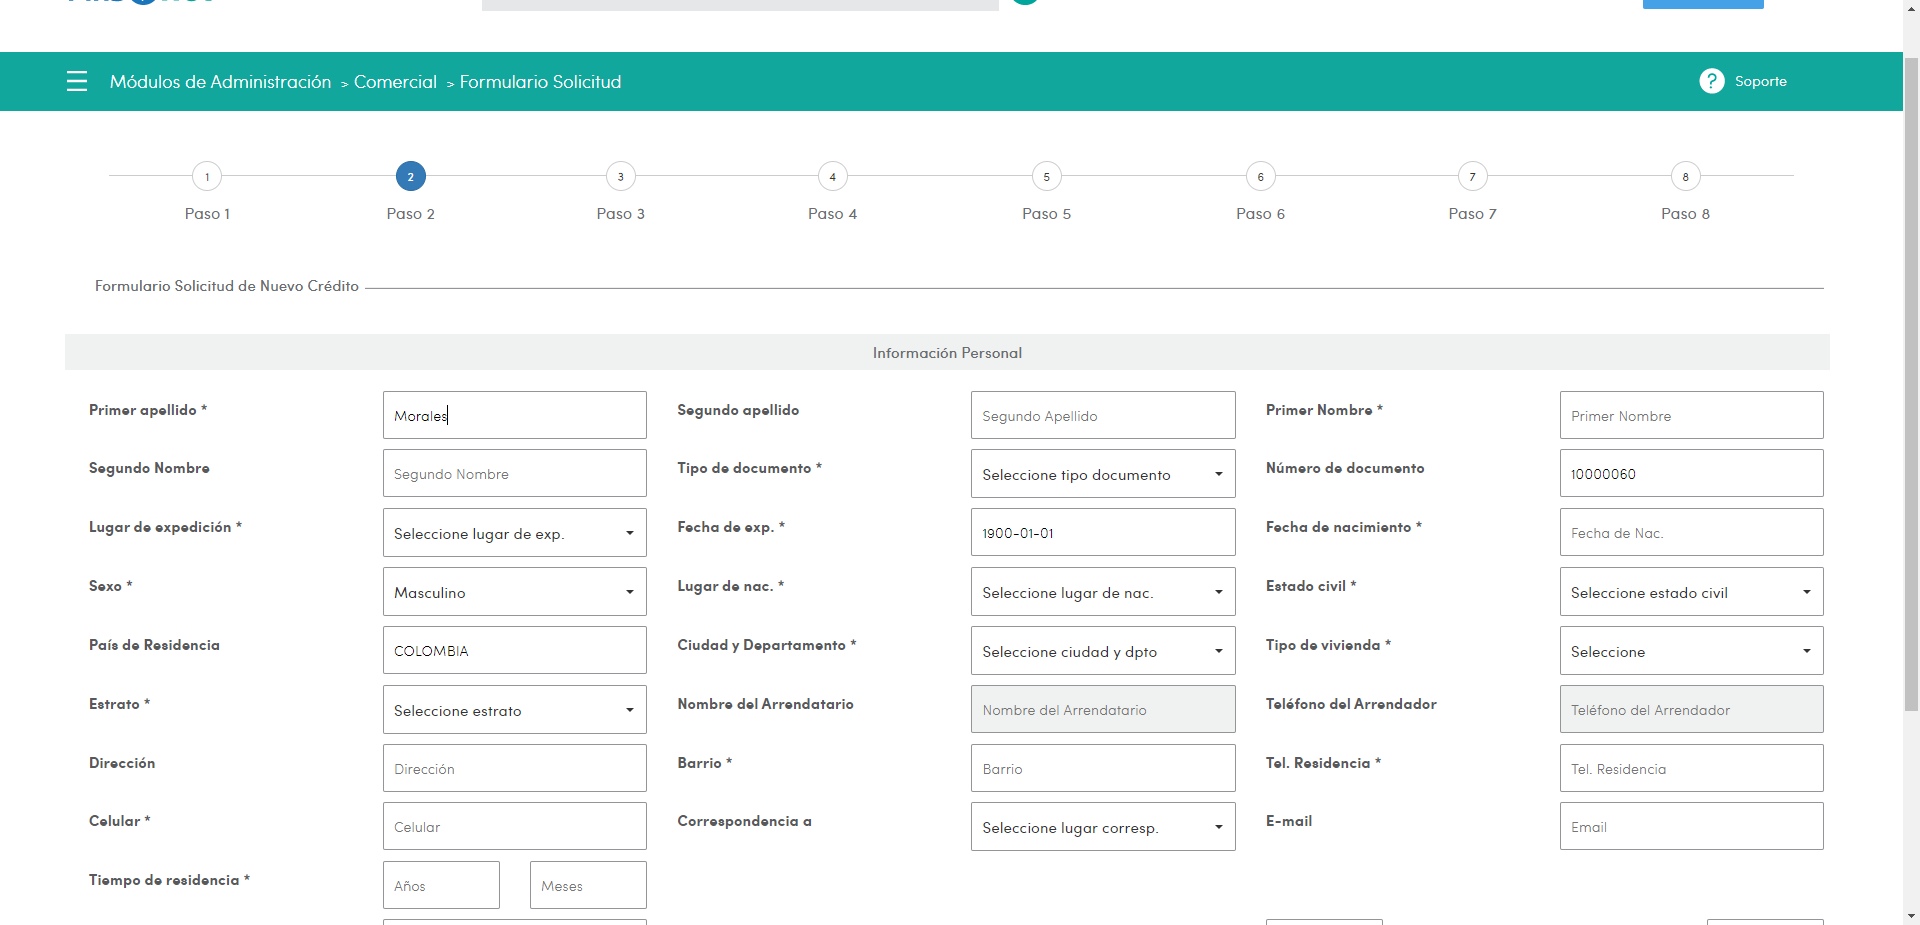 Módulos de Administración > Comercial > Formulario Solicitud
? Soporte
1 2 3 4 5 6 7 8
Paso 1 Paso 2 Paso 3 Paso 4 Paso 5 Paso 6 Paso 7 Paso 8
Formulario Solicitud de Nuevo Crédito
Información Personal
Primer apellido * Morales Segundo apellido Segundo Apellido Primer Nombre * Primer Nombre
Segundo Nombre Segundo Nombre Tipo de documento * Seleccione tipo documento Número de documento 10000060
Lugar de expedición * Seleccione lugar de exp. Fecha de exp. * 1900-01-01 Fecha de nacimiento * Fecha de Nac.
Sexo * Masculino Lugar de nac. * Seleccione lugar de nac. Estado civil * Seleccione estado civil
País de Residencia COLOMBIA Ciudad y Departamento * Seleccione ciudad y dpto Tipo de vivienda * Seleccione
Estrato * Seleccione estrato Nombre del Arrendatario Nombre del Arrendatario Teléfono del Arrendador Teléfono del Arrendador
Dirección Dirección Barrio * Barrio Tel. Residencia * Tel. Residencia
Celular * Celular Correspondencia a Seleccione lugar corresp. E-mail Email
Tiempo de residencia * Años Meses